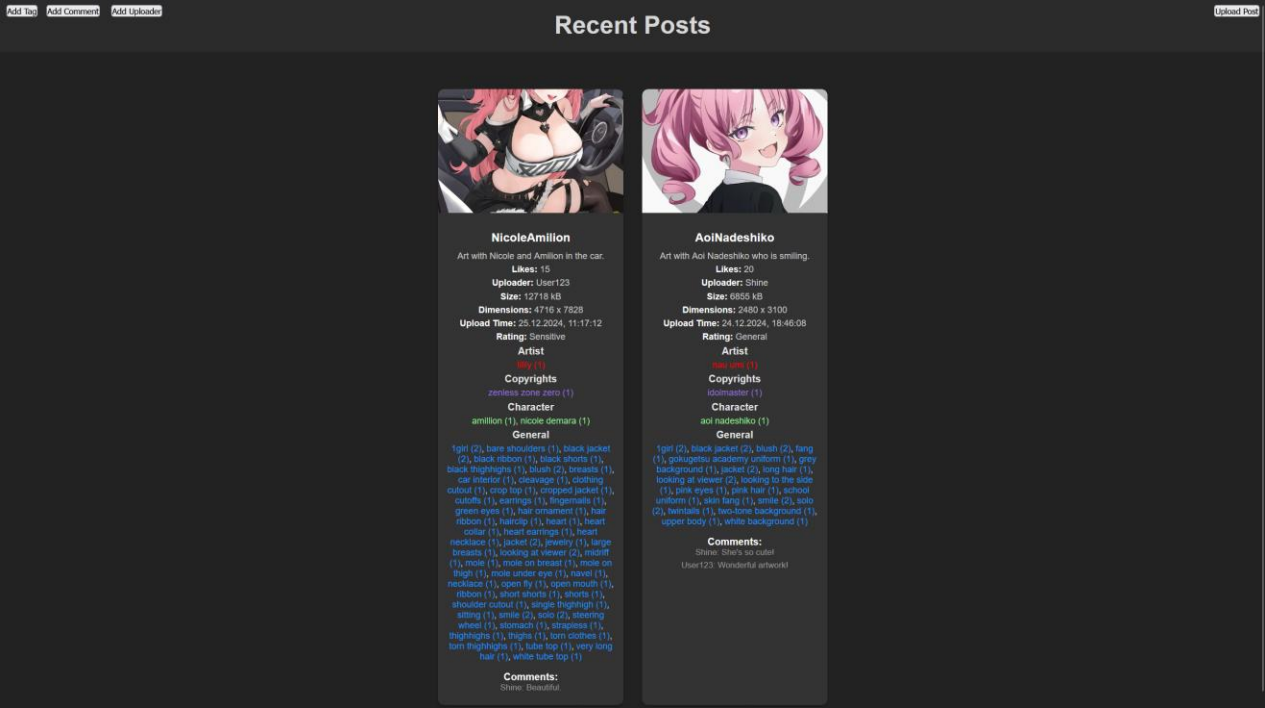 Add Tag Add Comment Add Uploader Upload Post
Recent Posts
NicoleAmilion
Art with Nicole and Amilion in the car.
Likes: 15
Uploader: User123
Size: 12718 kB
Dimensions: 4716 x 7828
Upload Time: 25.12.2024, 11:17:12
Rating: Sensitive
Artist
(1)
Copyrights
zenless zone zero (1)
Character
amillion (1), nicole demara (1)
General
1girl (2), bare shoulders (1), black jacket
(2), black ribbon (1), black shorts (1),
black thighhighs (1), blush (2), breasts (1),
car interior (1), cleavage (1), clothing
cutout (1), crop top (1), cropped jacket (1),
cutoffs (1), earrings (1), fingernails (1),
green eyes (1), hair ornament (1), hair
ribbon (1), hairclip (1), heart (1), heart
collar (1), heart earrings (1), heart
necklace (1), jacket (2), jewelry (1), large
breasts (1), looking at viewer (2), midriff
(1), mole (1), mole on breast (1), mole on
thigh (1), mole under eye (1), navel (1),
necklace (1), open fly (1), open mouth (1),
ribbon (1), short shorts (1), shorts (1),
shoulder cutout (1), single thighhigh (1),
sitting (1), smile (2), solo (2), steering
wheel (1), stomach (1), strapless (1),
thighhighs (1), thighs (1), torn clothes (1),
torn thighhighs (1), tube top (1), very long
hair (1), white tube top (1)
Comments:
Shine: Beautiful.
AoiNadeshiko
Art with Aoi Nadeshiko who is smiling.
Likes: 20
Uploader: Shine
Size: 6855 kB
Dimensions: 2480 x 3100
Upload Time: 24.12.2024, 18:46:08
Rating: General
Artist
nau uno (1)
Copyrights
idolmaster (1)
Character
aoi nadeshiko (1)
General
1girl (2), black jacket (2), blush (2), fang
(1), gokugetsu academy uniform (1), grey
background (1), jacket (2), long hair (1),
looking at viewer (2), looking to the side
(1), pink eyes (1), pink hair (1), school
uniform (1), skin fang (1), smile (2), solo
(2), twintails (1), two-tone background (1),
upper body (1), white background (1)
Comments:
Shine: She's so cute!
User123: Wonderful artwork!